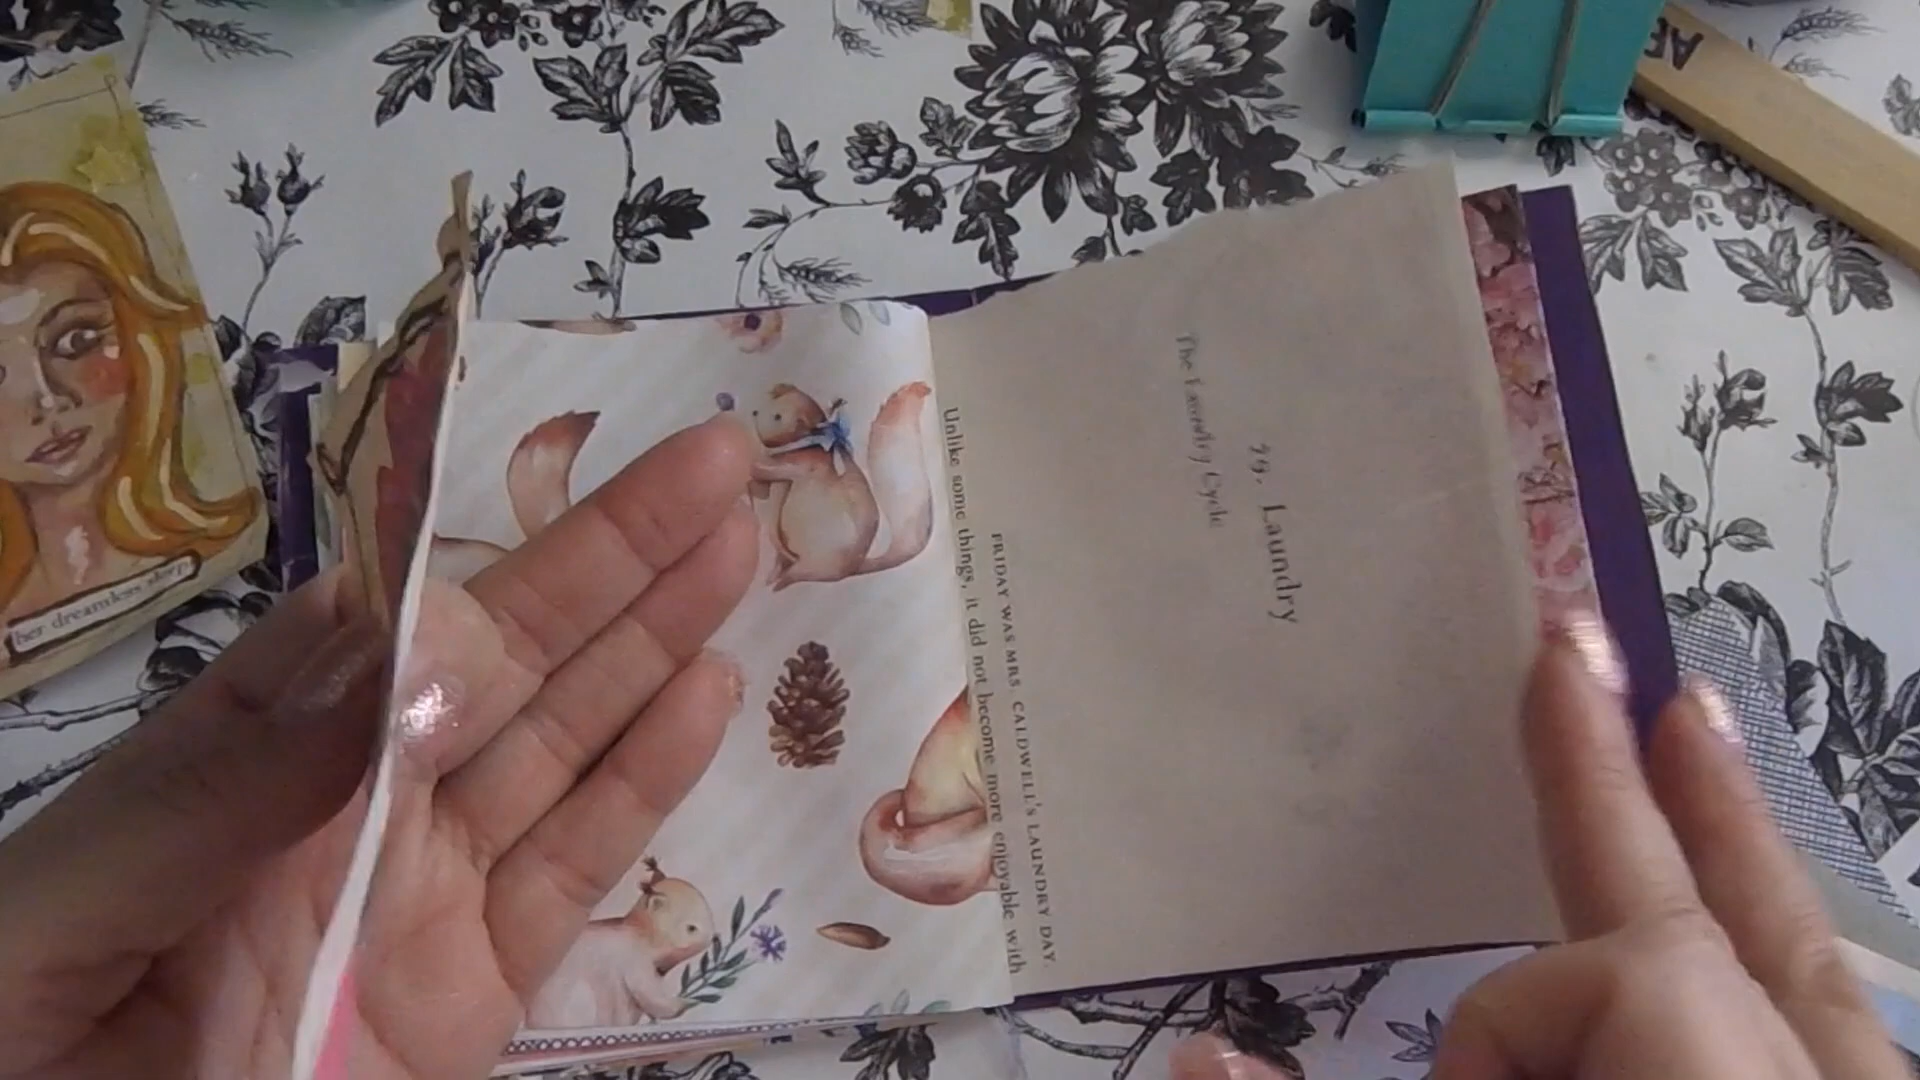 29. Laundry
The Laundry Cycle
FRIDAY WAS MRS. CALDWELL'S LAUNDRY DAY.
Unlike some things, it did not become more enjoyable with
her dreamless sleep